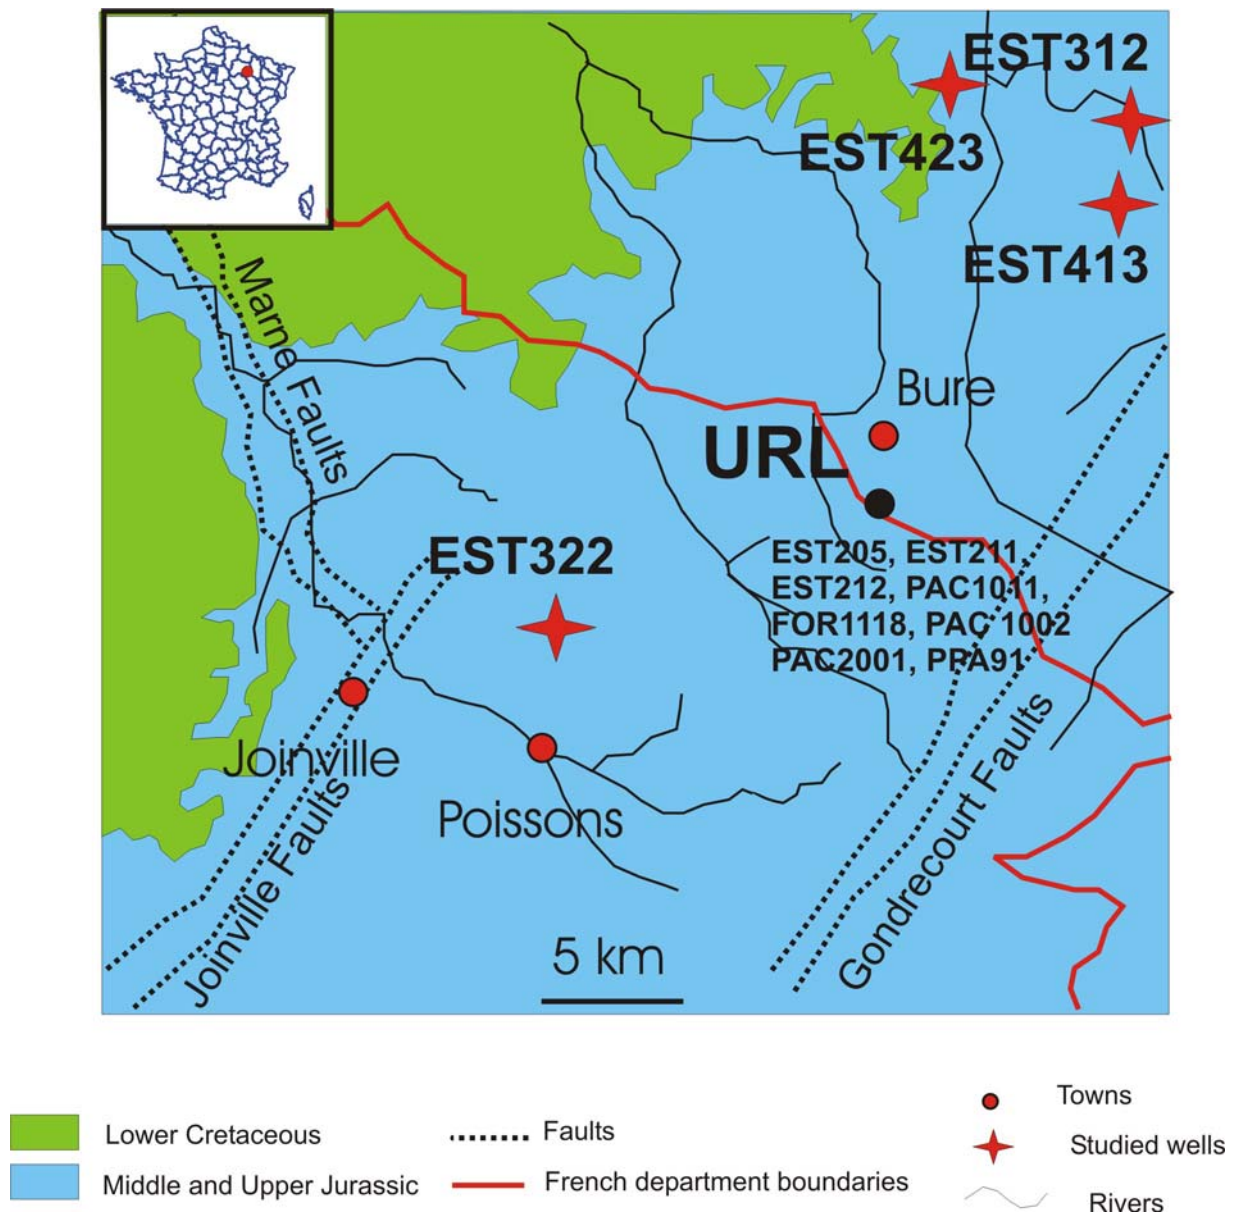 EST312
EST423
EST413
Marne Faults
Bure
URL
EST322
EST205, EST211
EST212, PAC1011,
FOR1118, PAC 1002
PAC2001, PPA91
Joinville
Poissons
Joinville Faults
Gondrecourt Faults
5 km
Towns
Lower Cretaceous
Faults
Studied wells
Middle and Upper Jurassic
French department boundaries
Rivers